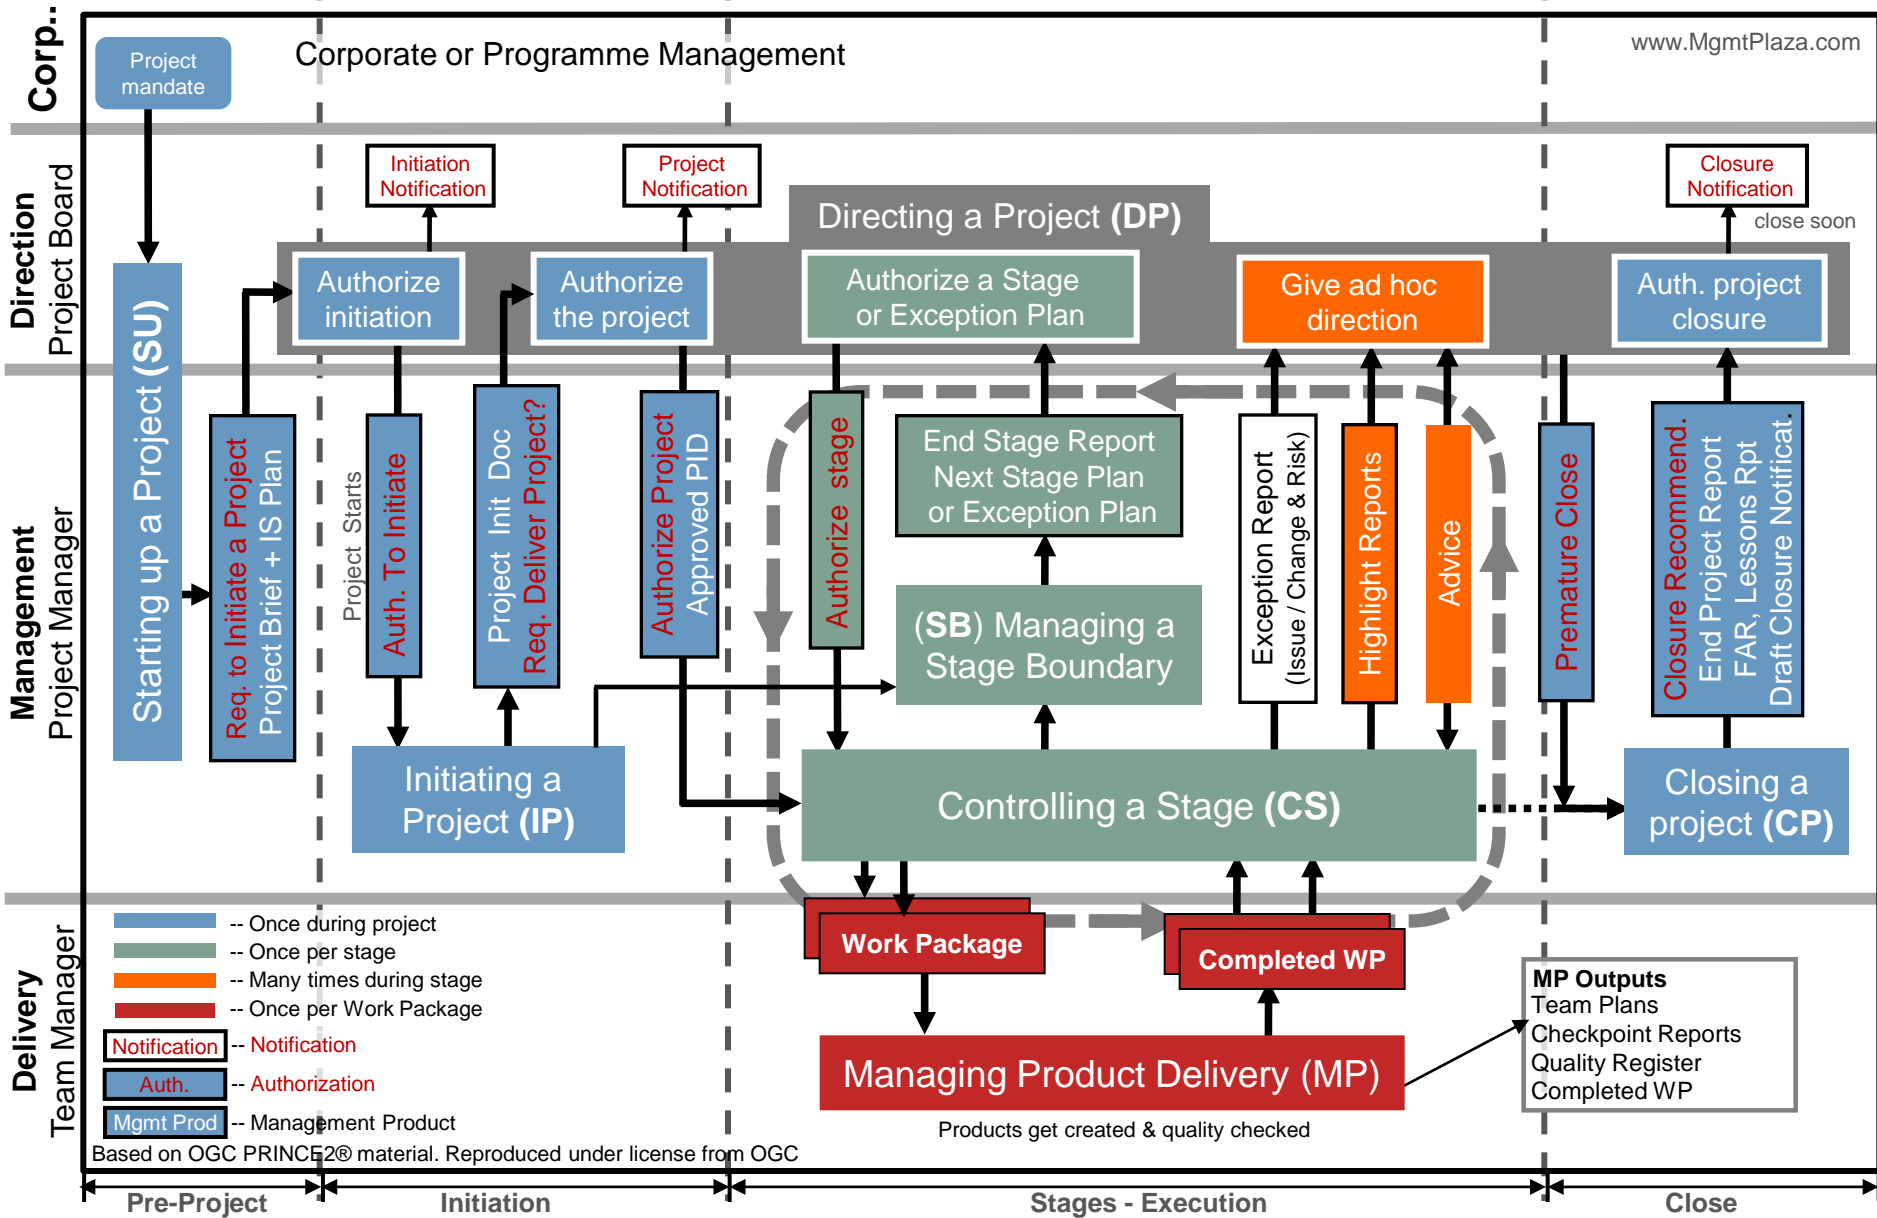 Corp..
Project
mandate
Corporate or Programme Management
www.MgmtPlaza.com
Direction
Project Board
Initiation
Notification
Project
Notification
Closure
Notification
close soon
Directing a Project (DP)
Authorize
initiation
Authorize
the project
Authorize a Stage
or Exception Plan
Give ad hoc
direction
Auth. project
closure
Management
Project Manager
Starting up a Project (SU)
Req. to Initiate a Project
Project Brief + IS Plan
Project Starts
Auth. To Initiate
Project Init Doc
Req. Deliver Project?
Authorize Project
Approved PID
Authorize stage
End Stage Report
Next Stage Plan
or Exception Plan
(SB) Managing a
Stage Boundary
Exception Report
(Issue / Change & Risk)
Highlight Reports
Advice
Premature Close
Closure Recommend.
End Project Report
FAR, Lessons Rpt
Draft Closure Notificat.
Initiating a
Project (IP)
Controlling a Stage (CS)
Closing a
project (CP)
Delivery
Team Manager
-- Once during project
-- Once per stage
-- Many times during stage
-- Once per Work Package
Notification -- Notification
Auth. -- Authorization
Mgmt Prod -- Management Product
Work Package
Completed WP
Managing Product Delivery (MP)
Products get created & quality checked
MP Outputs
Team Plans
Checkpoint Reports
Quality Register
Completed WP
Based on OGC PRINCE2® material. Reproduced under license from OGC
Pre-Project
Initiation
Stages - Execution
Close